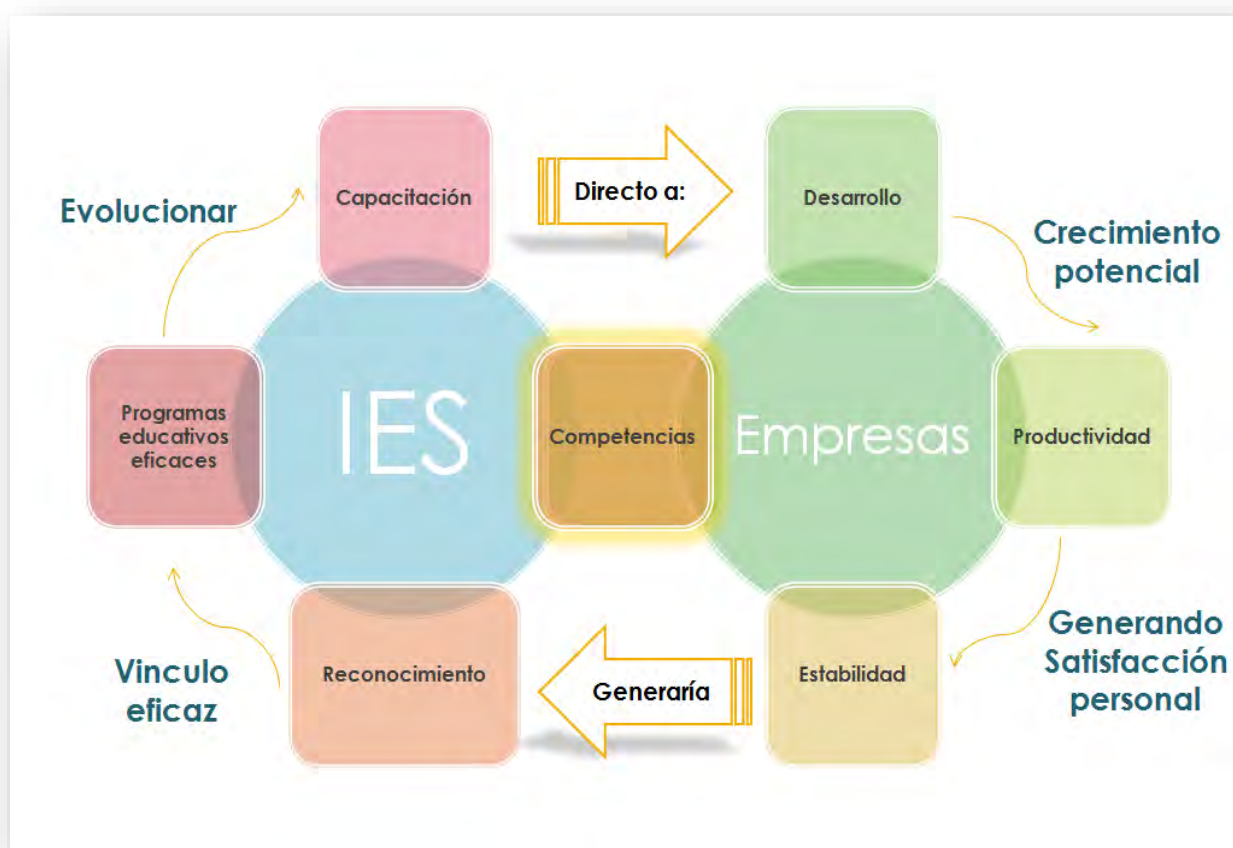 Capacitación
Directo a:
Desarrollo
Evolucionar
Crecimiento
potencial
Programas
educativos
eficaces
IES
Competencias
Empresas
Productividad
Vinculo
eficaz
Reconocimiento
Generaría
Estabilidad
Generando
Satisfacción
personal